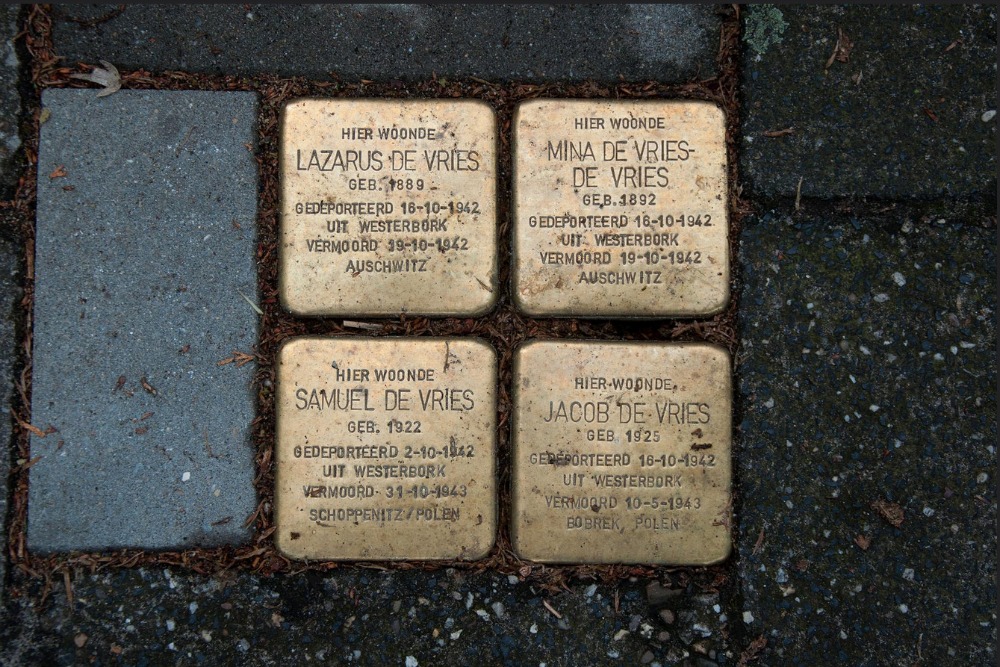 HIER WOONDE
LAZARUS DE VRIES
GEB. 1889
GEDEPORTEERD 16-10-1942
UIT WESTERBORK
VERMOORD 19-10-1942
AUSCHWITZ
HIER WOONDE
MINA DE VRIES-
DE VRIES
GEB. 1892
GEDEPORTEERD 16-10-1942
UIT WESTERBORK
VERMOORD 19-10-1942
AUSCHWITZ
HIER WOONDE
SAMUEL DE VRIES
GEB. 1922
GEDEPORTEERD 2-10-1942
UIT WESTERBORK
VERMOORD 31-10-1943
SCHOPPENITZ/POLEN
HIER WOONDE
JACOB DE VRIES
GEB 1925
GEDEPORTEERD 16-10-1942
UIT WESTERBORK
VERMOORD 10-5-1943
BOBREK, POLEN